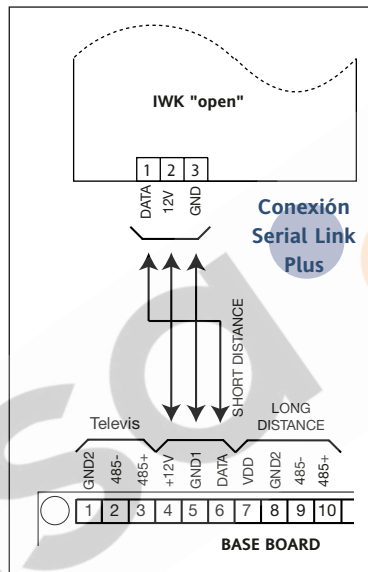 IWK "open"
1 2 3
DATA
12V
GND
Conexión
Serial Link
Plus
SHORT DISTANCE
Televis
LONG
DISTANCE
GND2
485-
485+
+12V
GND1
DATA
VDD
GND2
485-
485+
1 2 3 4 5 6 7 8 9 10
BASE BOARD